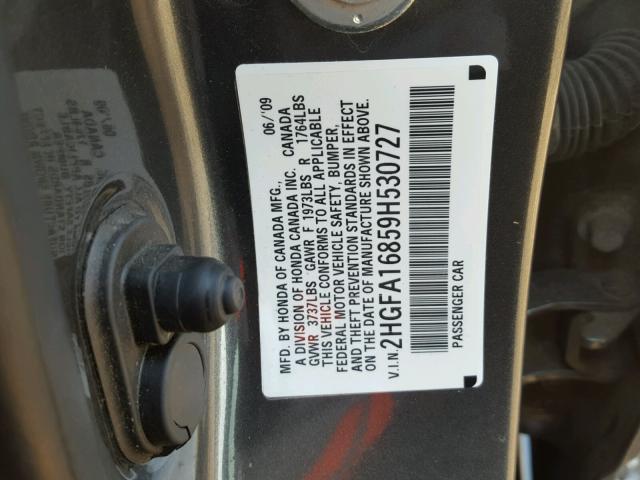 MFD. BY HONDA OF CANADA MFG., 06/'09
A DIVISION OF HONDA CANADA INC. CANADA
GVWR 3737LBS GAWR F 1973LBS R 1764LBS
THIS VEHICLE CONFORMS TO ALL APPLICABLE
FEDERAL MOTOR VEHICLE SAFETY, BUMPER,
AND THEFT PREVENTION STANDARDS IN EFFECT
ON THE DATE OF MANUFACTURE SHOWN ABOVE.
V.I.N. 2HGFA16859H530727
PASSENGER CAR